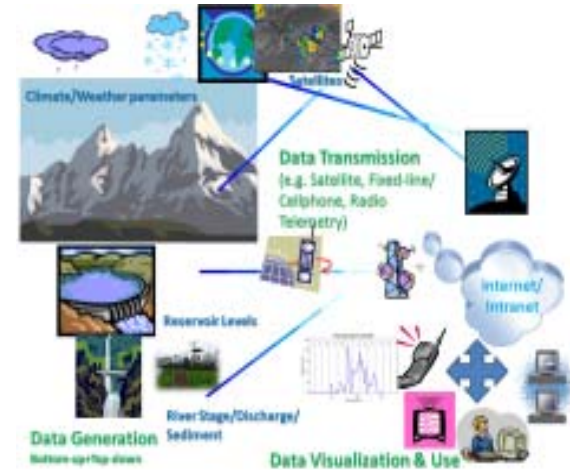 Satellites
Climate/Weather parameters
Data Transmission
(e.g. Satellite, Fixed-line/
Cellphone, Radio
Telemetry)
Internet/
Intranet
Reservoir Levels
River Stage/Discharge/
Sediment
Data Generation
Bottom-up+Top-down
Data Visualization & Use